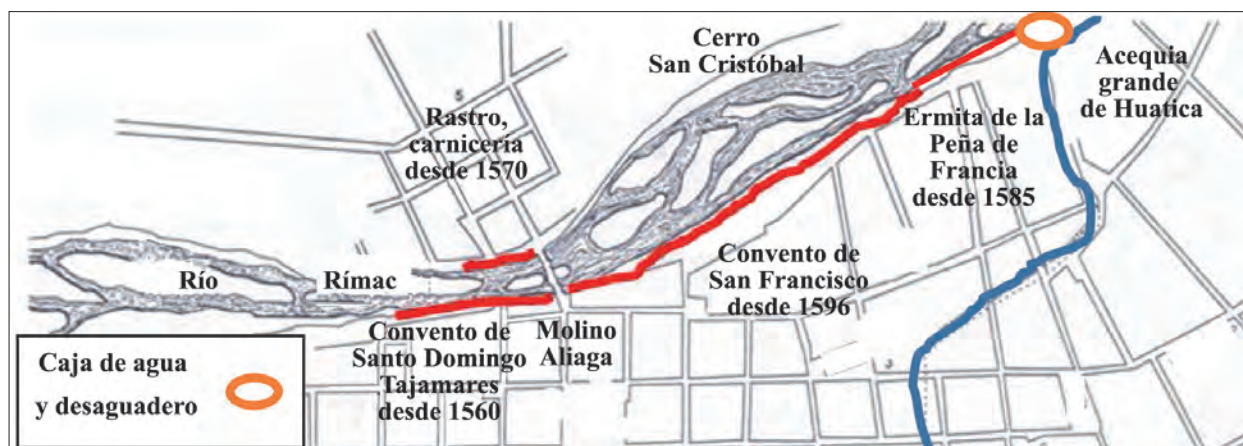 Cerro
San Cristóbal
Acequia
grande
de Huatica
Rastro,
carnicería
desde 1570
Ermita de la
Peña de
Francia
desde 1585
Río Rímac
Convento de
San Francisco
desde 1596
Convento de
Santo Domingo
Tajamares
desde 1560
Molino
Aliaga
Caja de agua
y desaguadero